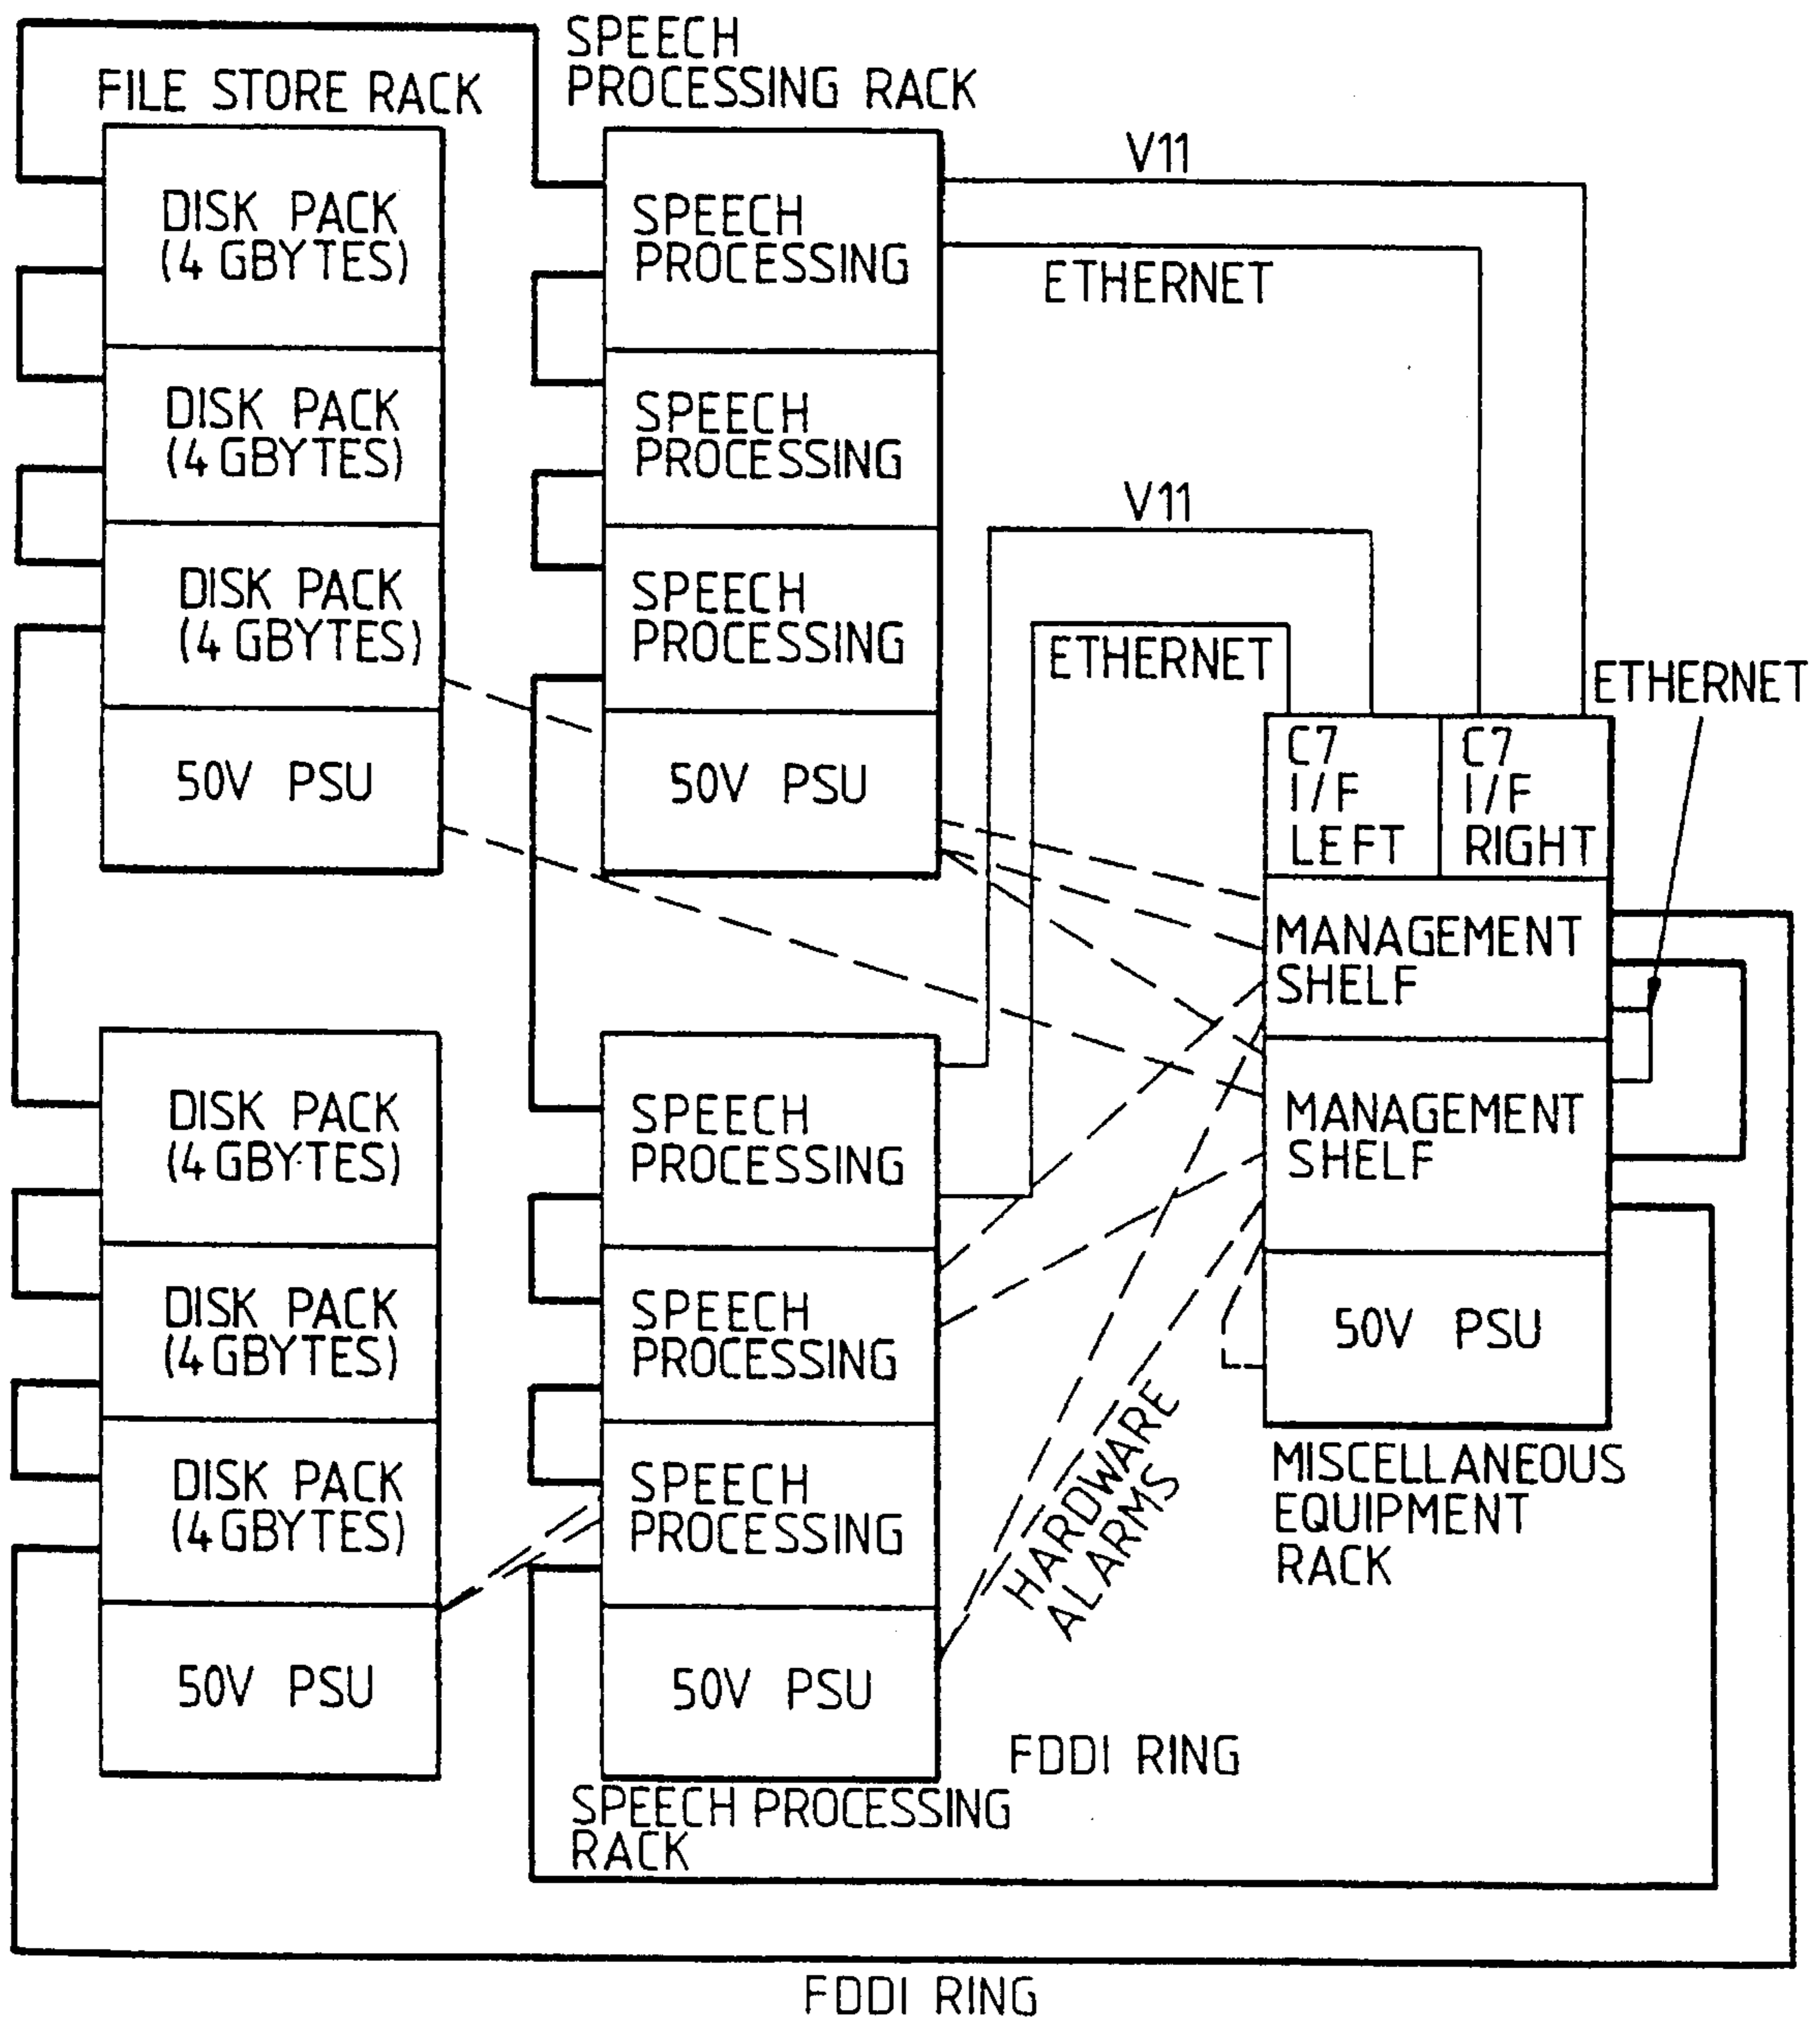 FILE STORE RACK
DISK PACK
(4 GBYTES)
DISK PACK
(4 GBYTES)
DISK PACK
(4 GBYTES)
50V PSU
SPEECH
PROCESSING RACK
SPEECH
PROCESSING
SPEECH
PROCESSING
SPEECH
PROCESSING
50V PSU
V11
ETHERNET
V11
ETHERNET
ETHERNET
C7
I/F
LEFT
C7
I/F
RIGHT
MANAGEMENT
SHELF
MANAGEMENT
SHELF
50V PSU
MISCELLANEOUS
EQUIPMENT
RACK
DISK PACK
(4 GBYTES)
DISK PACK
(4 GBYTES)
DISK PACK
(4 GBYTES)
50V PSU
SPEECH
PROCESSING
SPEECH
PROCESSING
SPEECH
PROCESSING
50V PSU
SPEECH PROCESSING
RACK
HARDWARE
ALARMS
FDDI RING
FDDI RING